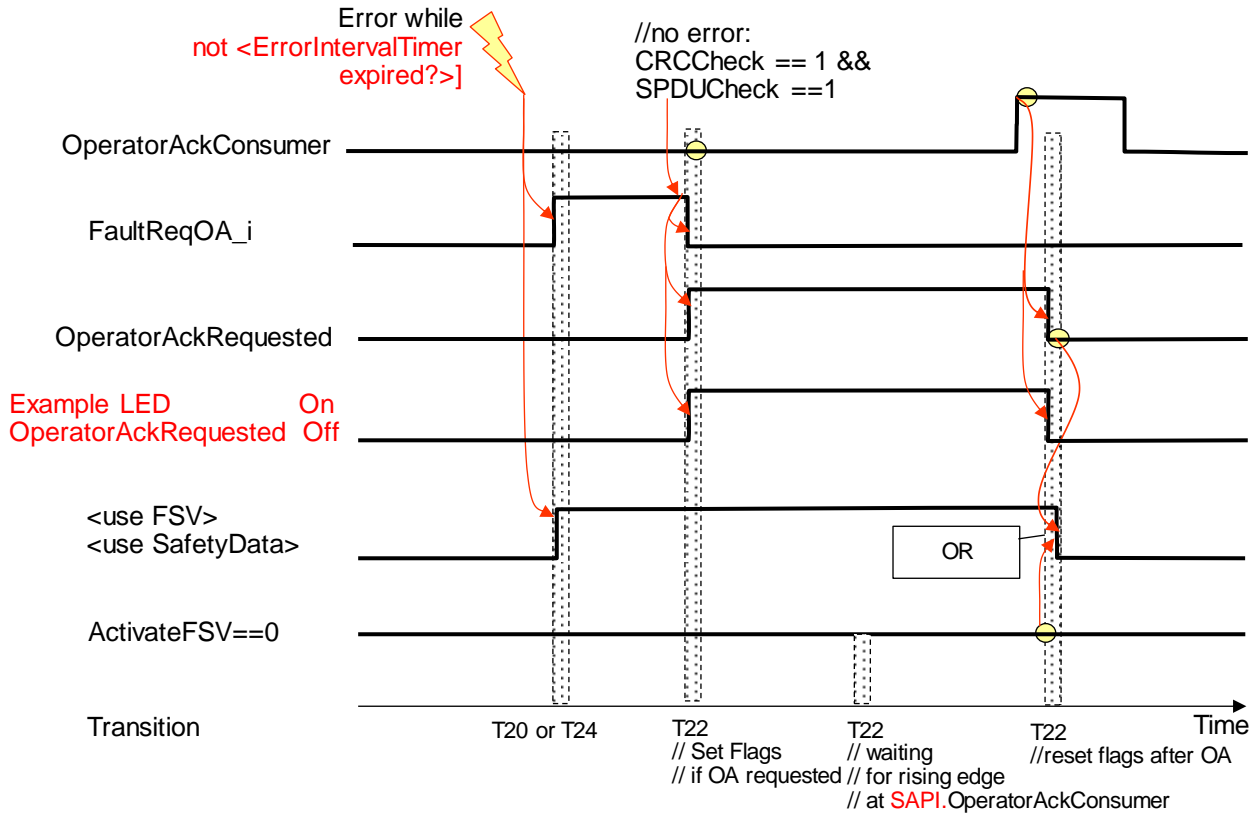 Error while
not <ErrorIntervalTimer
expired?>]
//no error:
CRCCheck == 1 &&
SPDUCheck ==1
OperatorAckConsumer
FaultReqOA_i
OperatorAckRequested
Example LED On
OperatorAckRequested Off
<use FSV>
<use SafetyData>
OR
ActivateFSV==0
Transition
Time
T20 or T24
T22
// Set Flags
// if OA requested
T22
// waiting
// for rising edge
// at SAPI.OperatorAckConsumer
T22
//reset flags after OA